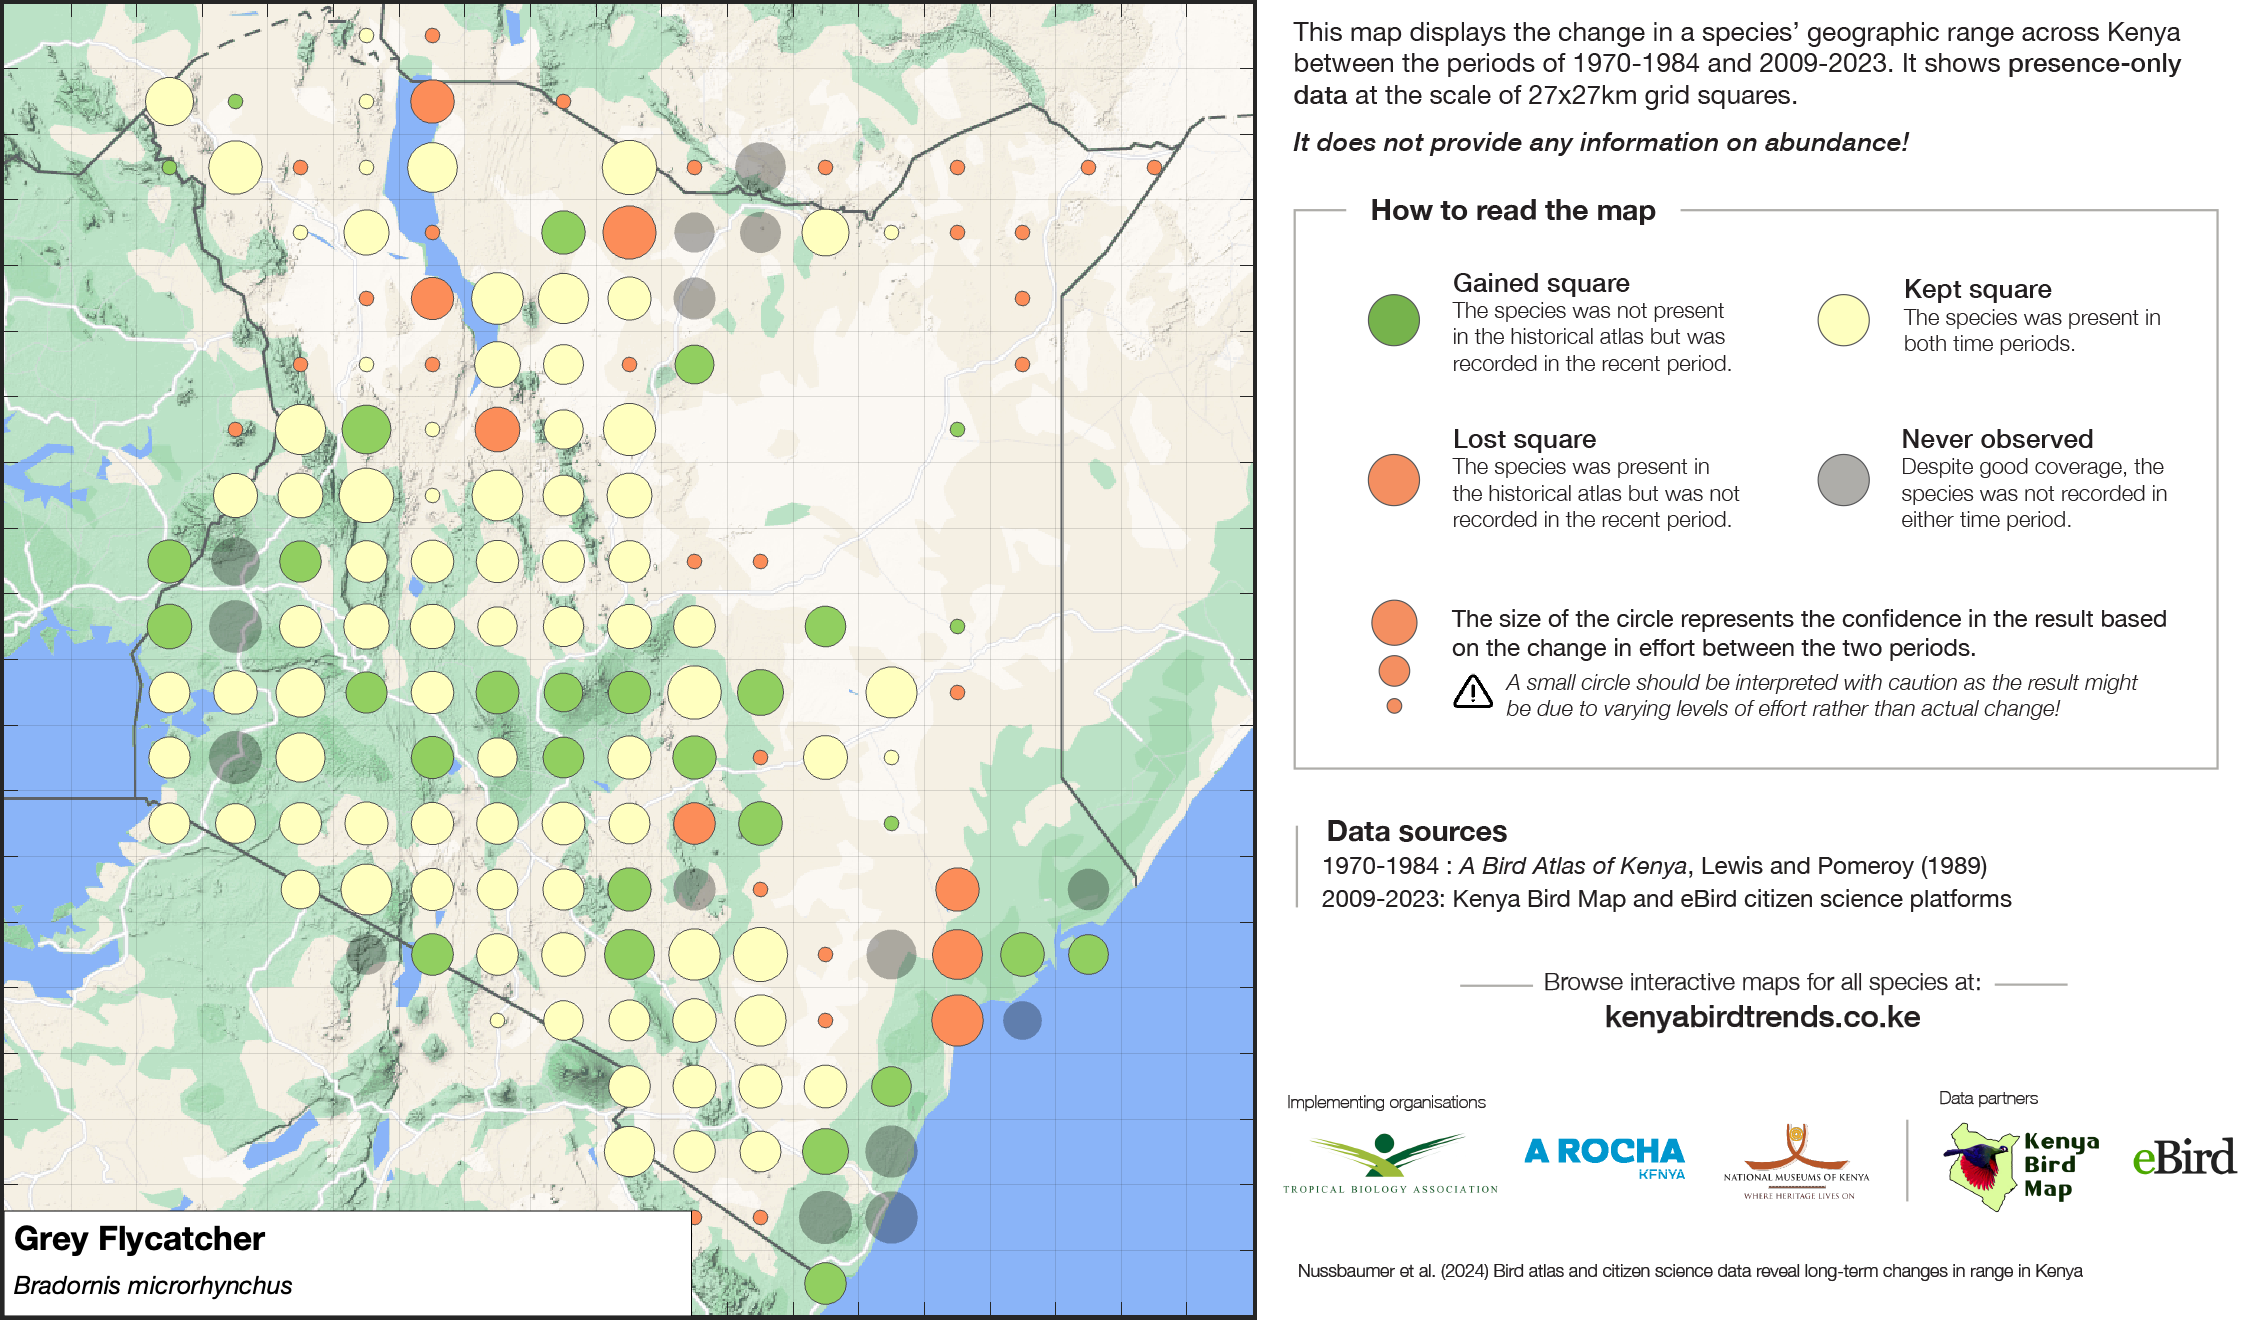 This map displays the change in a species’ geographic range across Kenya
between the periods of 1970-1984 and 2009-2023. It shows presence-only
data at the scale of 27x27km grid squares.
It does not provide any information on abundance!
How to read the map
Gained square
The species was not present
in the historical atlas but was
recorded in the recent period.
Kept square
The species was present in
both time periods.
Lost square
The species was present in
the historical atlas but was not
recorded in the recent period.
Never observed
Despite good coverage, the
species was not recorded in
either time period.
The size of the circle represents the confidence in the result based
on the change in effort between the two periods.
A small circle should be interpreted with caution as the result might
be due to varying levels of effort rather than actual change!
Data sources
1970-1984 : A Bird Atlas of Kenya, Lewis and Pomeroy (1989)
2009-2023: Kenya Bird Map and eBird citizen science platforms
Browse interactive maps for all species at:
kenyabirdtrends.co.ke
Implementing organisations
Data partners
TROPICAL BIOLOGY ASSOCIATION
A ROCHA
KENYA
NATIONAL MUSEUMS OF KENYA
WHERE HERITAGE LIVES ON
Kenya
Bird
Map
eBird
Grey Flycatcher
Bradornis microrhynchus
Nussbaumer et al. (2024) Bird atlas and citizen science data reveal long-term changes in range in Kenya